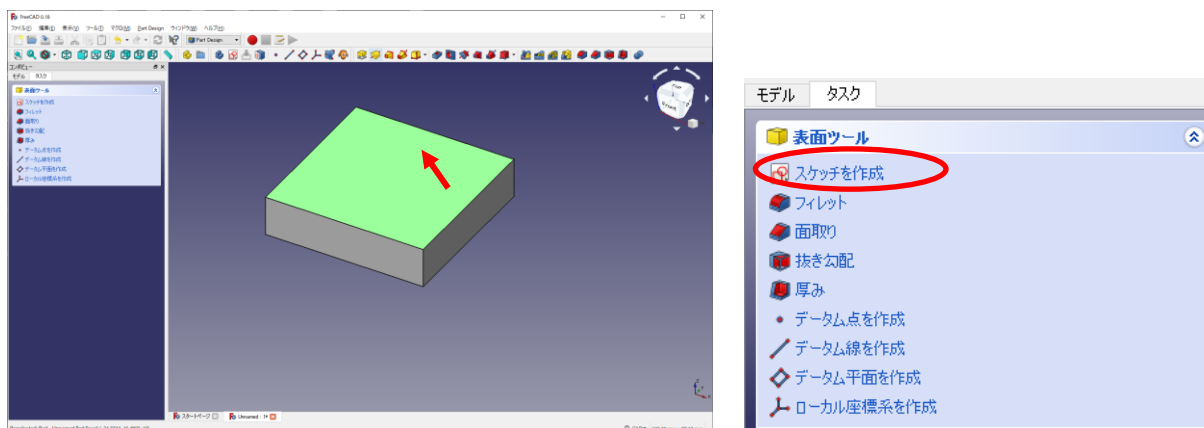 FreeCAD 0.18
ファイル(F) 編集(E) 表示(V) ツール(T) マクロ(M) Part Design ウィンドウ(W) ヘルプ(H)
Part Design
コンボビュー
モデル タスク
表面ツール
スケッチを作成
フィレット
面取り
抜き勾配
厚み
データム点を作成
データム線を作成
データム平面を作成
ローカル座標系を作成
スタートページ
Unnamed : 1*
モデル タスク
表面ツール
スケッチを作成
フィレット
面取り
抜き勾配
厚み
データム点を作成
データム線を作成
データム平面を作成
ローカル座標系を作成